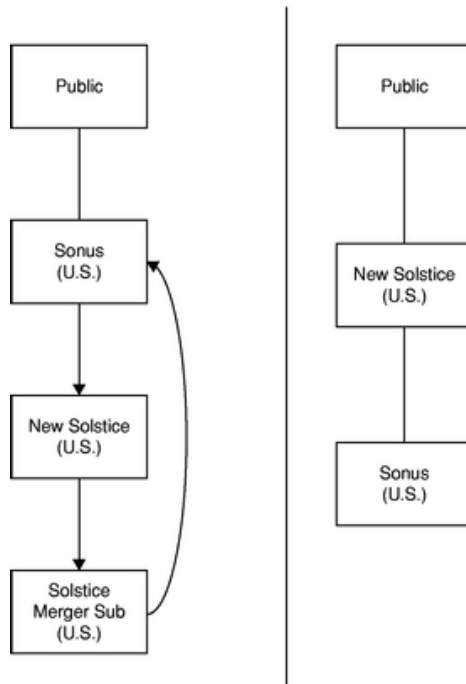 Public
Sonus
(U.S.)
New Solstice
(U.S.)
Solstice
Merger Sub
(U.S.)
Public
New Solstice
(U.S.)
Sonus
(U.S.)